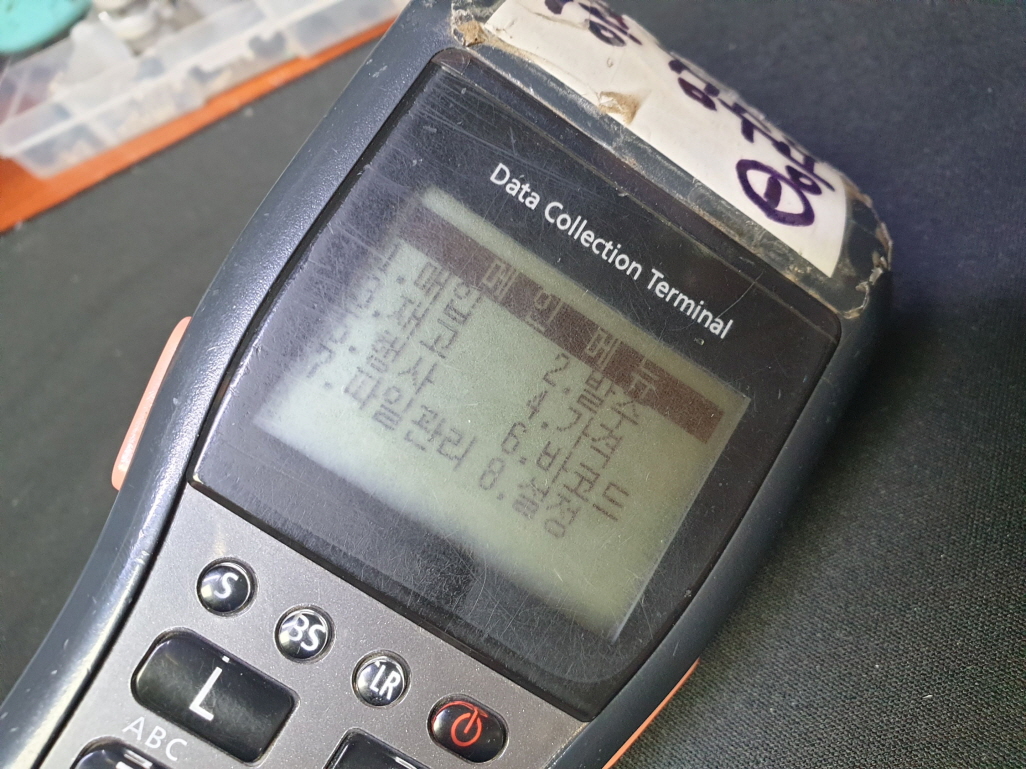 Data Collection Terminal
메 인 메 뉴
1.매입 2.발주
3.재고 4.가격
5.행사 6.바코드
7.파일관리 8.설정
S
BS
LR
L
ABC